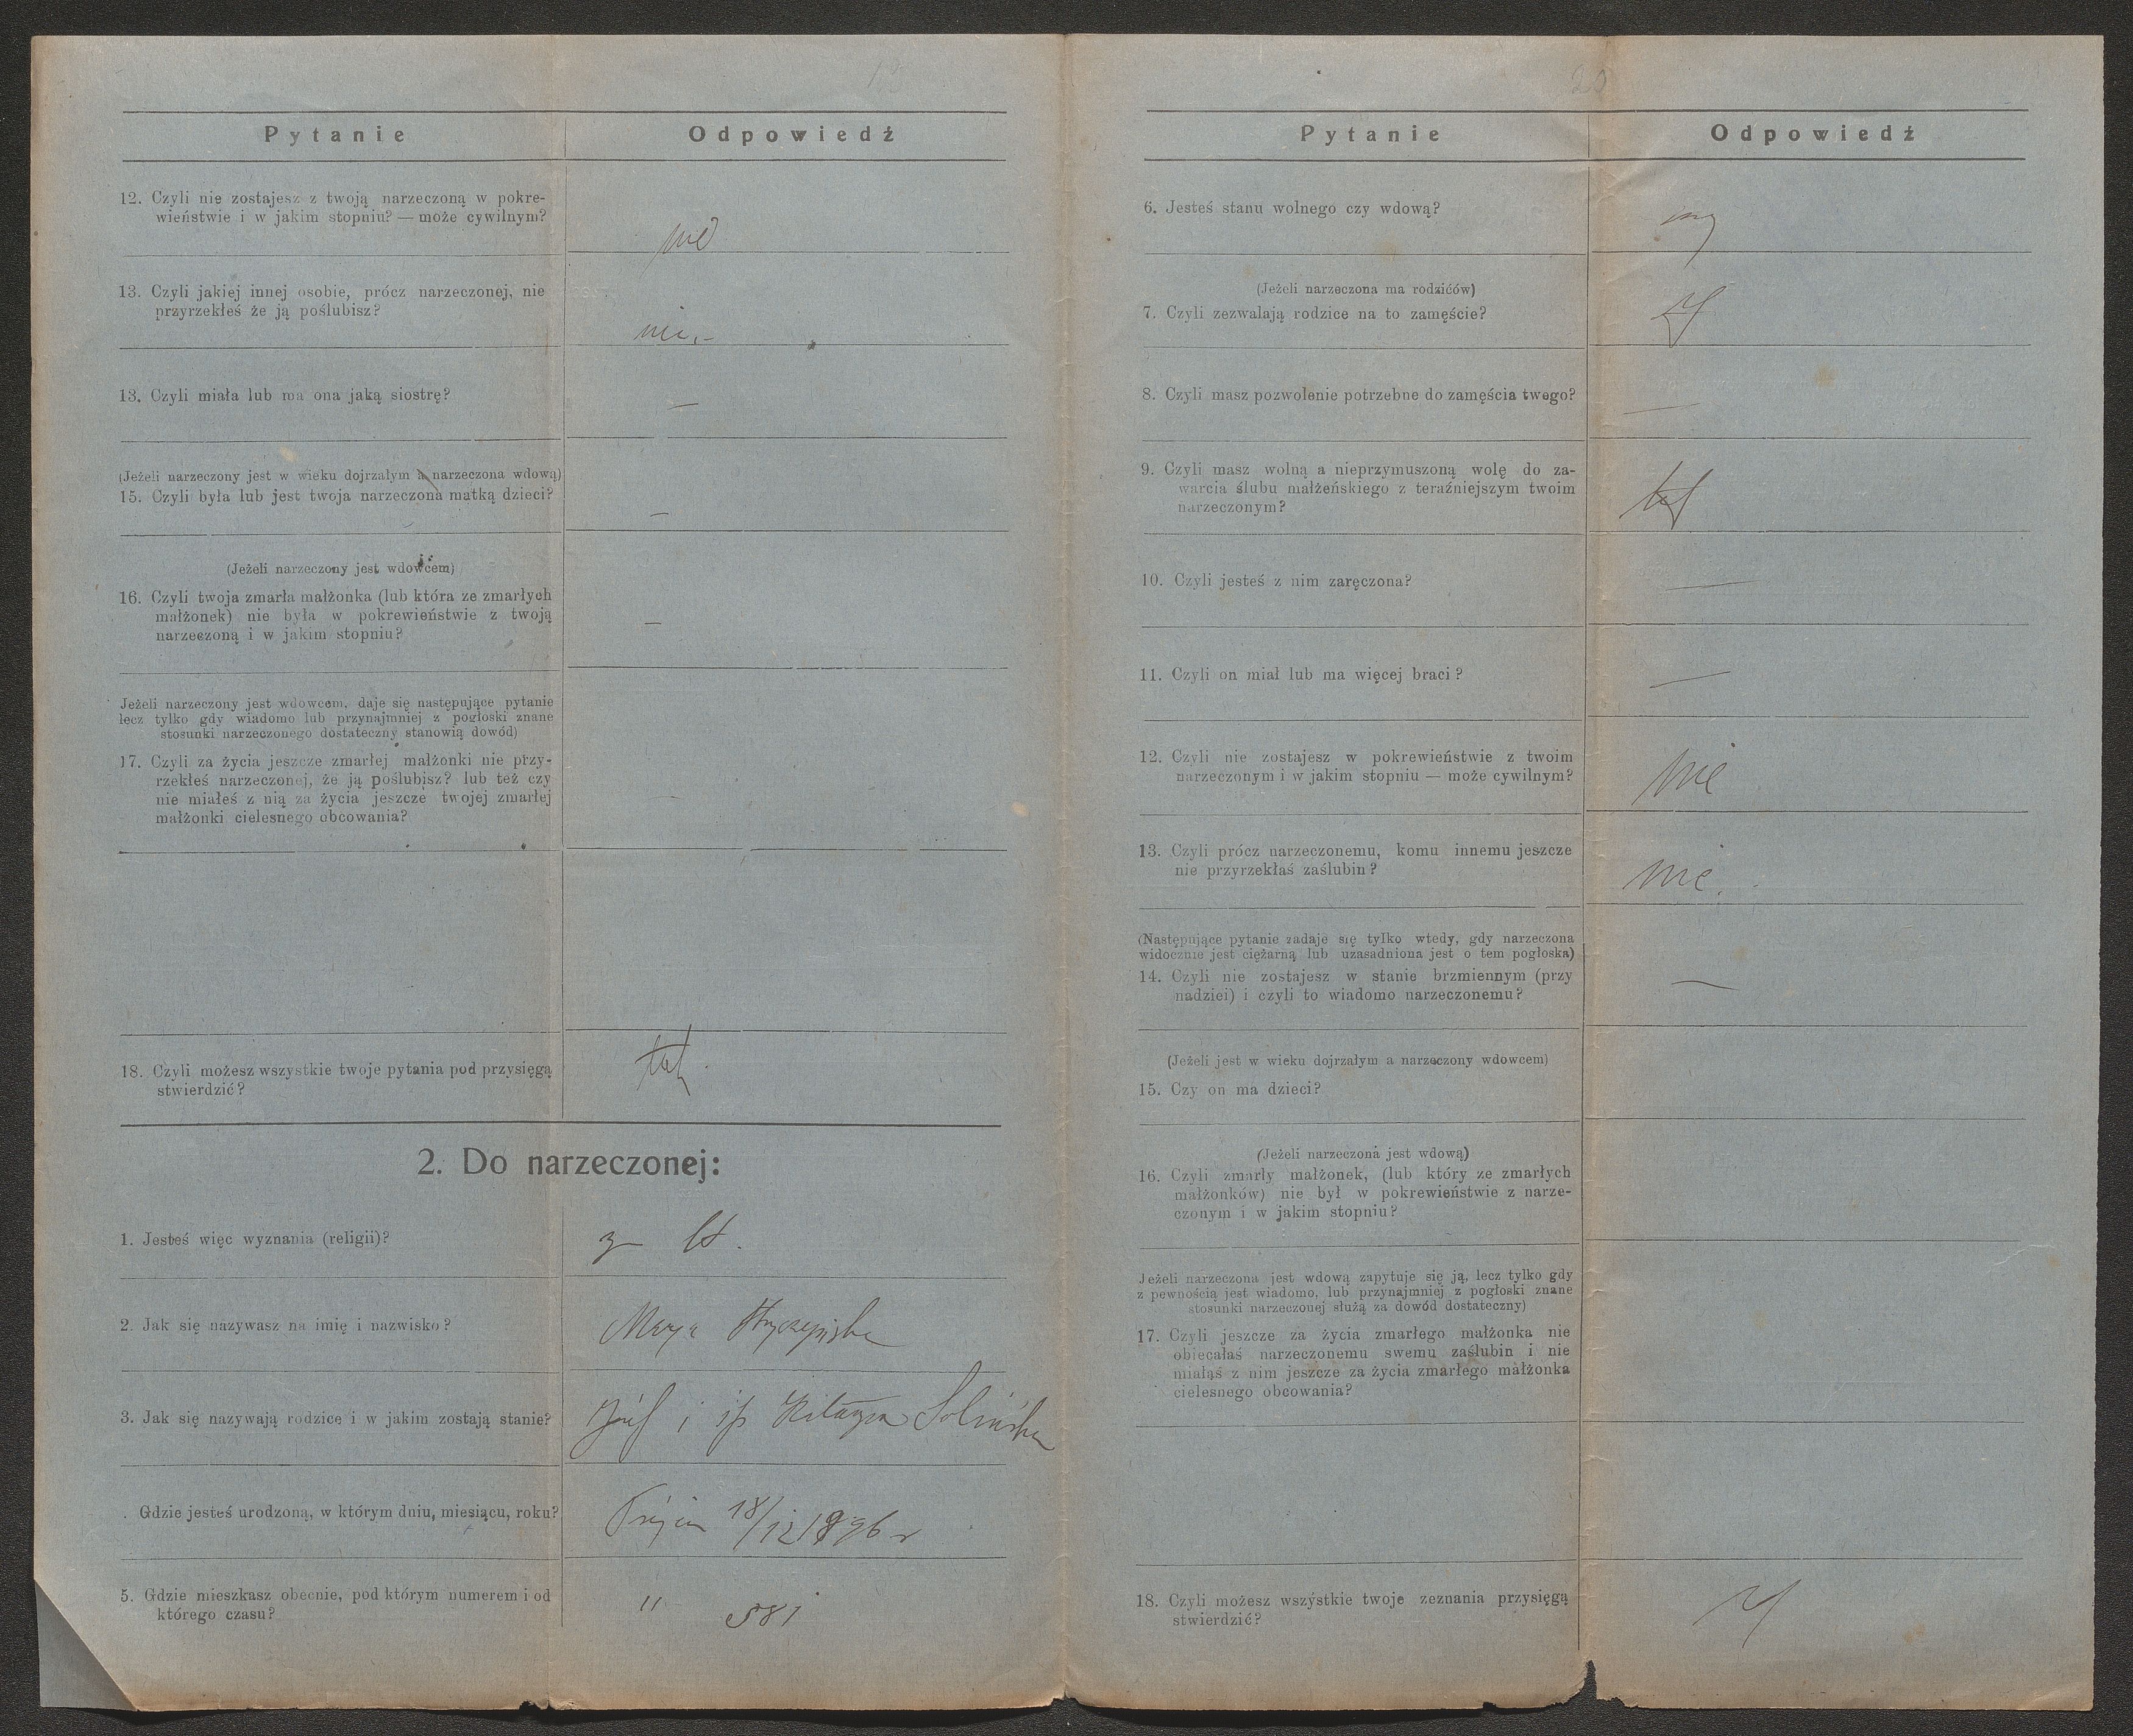 Pytanie Odpowiedź
12. Czyli nie zostajesz z twoją narzeczoną w pokre-
wieństwie i w jakim stopniu? — może cywilnym?
nie
13. Czyli jakiej innej osobie, prócz narzeczonej, nie
przyrzekłeś że ją poślubisz?
nie.–
13. Czyli miała lub ma ona jaką siostrę?
—
(Jeżeli narzeczony jest w wieku dojrzałym a narzeczona wdową)
15. Czyli była lub jest twoja narzeczona matką dzieci?
–
(Jeżeli narzeczony jest wdowcem)
16. Czyli twoja zmarła małżonka (lub która ze zmarłych
małżonek) nie była w pokrewieństwie z twoją
narzeczoną i w jakim stopniu?
–
Jeżeli narzeczony jest wdowcem, daje się następujące pytanie
lecz tylko gdy wiadomo lub przynajmniej z pogłoski znane
stosunki narzeczonego dostateczny stanowią dowód)
17. Czyli za życia jeszcze zmarłej małżonki nie przy-
rzekłeś narzeczonej, że ją poślubisz? lub też czy
nie miałeś z nią za życia jeszcze twojej zmarłej
małżonki cielesnego obcowania?
18. Czyli możesz wszystkie twoje pytania pod przysięgą
stwierdzić?
tak
2. Do narzeczonej:
1. Jesteś więc wyznania (religii)?
2. Jak się nazywasz na imię i nazwisko?
Marya
3. Jak się nazywają rodzice i w jakim zostają stanie?
Józef i śp Solińska
. Gdzie jesteś urodzoną, w którym dniu, miesiącu, roku?
18/12 1896 r
5. Gdzie mieszkasz obecnie, pod którym numerem i od
którego czasu?
" 581
20
Pytanie Odpowiedź
6. Jesteś stanu wolnego czy wdową?
(Jeżeli narzeczona ma rodzićów)
7. Czyli zezwalają rodzice na to zamęście?
8. Czyli masz pozwolenie potrzebne do zamęścia twego?
—
9. Czyli masz wolną a nieprzymuszoną wolę do za-
warcia ślubu małżeńskiego z teraźniejszym twoim
narzeczonym?
tak
10. Czyli jesteś z nim zaręczona?
—
11. Czyli on miał lub ma więcej braci?
—
12. Czyli nie zostajesz w pokrewieństwie z twoim
narzeczonym i w jakim stopniu — może cywilnym?
nie
13. Czyli prócz narzeczonemu, komu innemu jeszcze
nie przyrzekłaś zaślubin?
nie.
(Następujące pytanie zadaje się tylko wtedy, gdy narzeczona
widocznie jest ciężarną lub uzasadniona jest o tem pogłoska)
14. Czyli nie zostajesz w stanie brzmiennym (przy
nadziei) i czyli to wiadomo narzeczonemu?
—
(Jeżeli jest w wieku dojrzałym a narzeczony wdowcem)
15. Czy on ma dzieci?
(Jeżeli narzeczona jest wdową)
16. Czyli zmarły małżonek, (lub który ze zmarłych
małżonków) nie był w pokrewieństwie z narze-
czonym i w jakim stopniu?
Jeżeli narzeczona jest wdową zapytuje się ją, lecz tylko gdy
z pewnością jest wiadomo, lub przynajmniej z pogłoski znane
stosunki narzeczonej służą za dowód dostateczny)
17. Czyli jeszcze za życia zmarłego małżonka nie
obiecałaś narzeczonemu swemu zaślubin i nie
miałaś z nim jeszcze za życia zmarłego małżonka
cielesnego obcowania?
18. Czyli możesz wszystkie twoje zeznania przysięgą
stwierdzić?